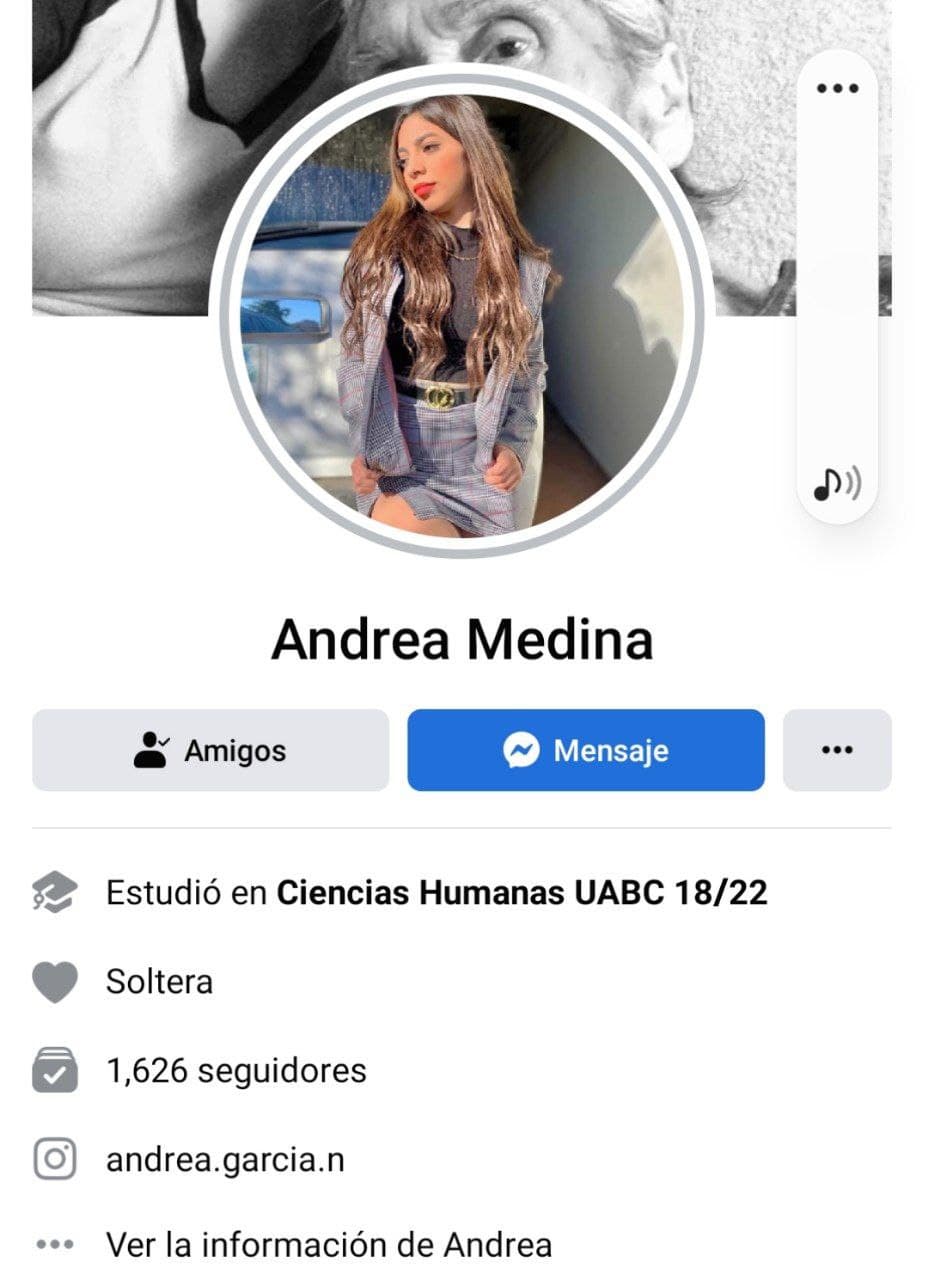 Andrea Medina
Amigos
Mensaje
Estudió en Ciencias Humanas UABC 18/22
Soltera
1,626 seguidores
andrea.garcia.n
Ver la información de Andrea